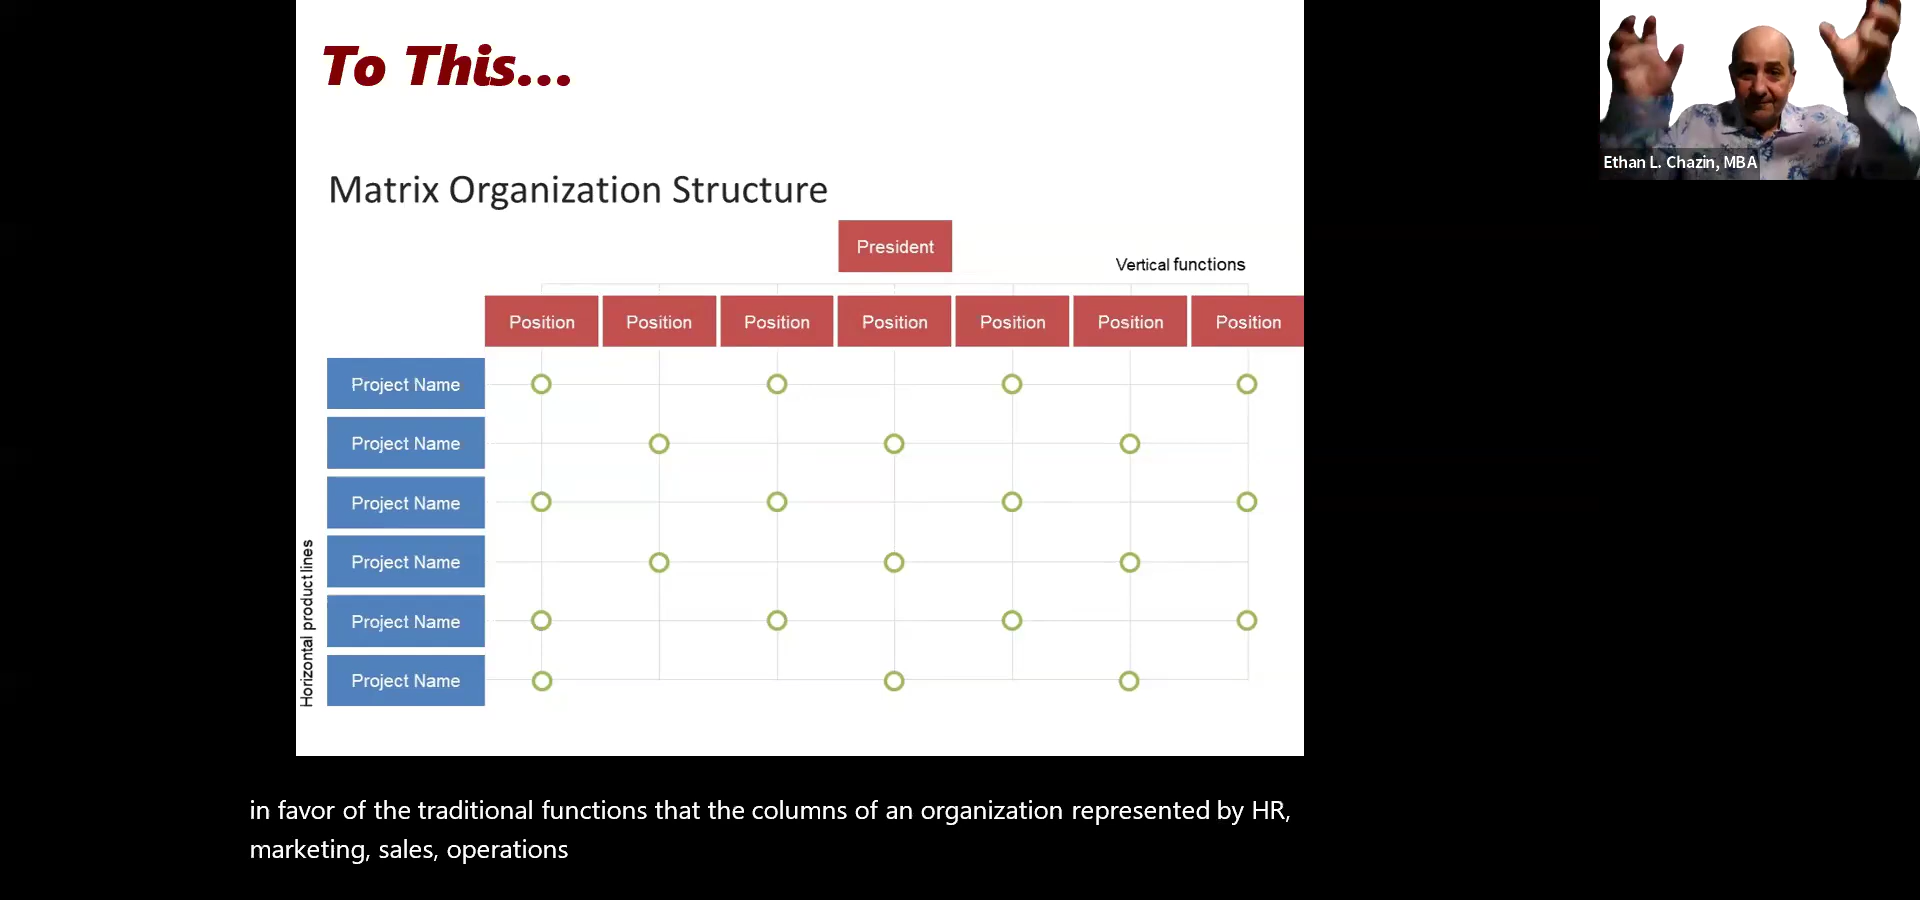 To This...
Ethan L. Chazin, MBA
Matrix Organization Structure
President
Vertical functions
Position Position Position Position Position Position Position
Project Name
Project Name
Project Name
Project Name
Project Name
Project Name
Horizontal product lines
in favor of the traditional functions that the columns of an organization represented by HR,
marketing, sales, operations